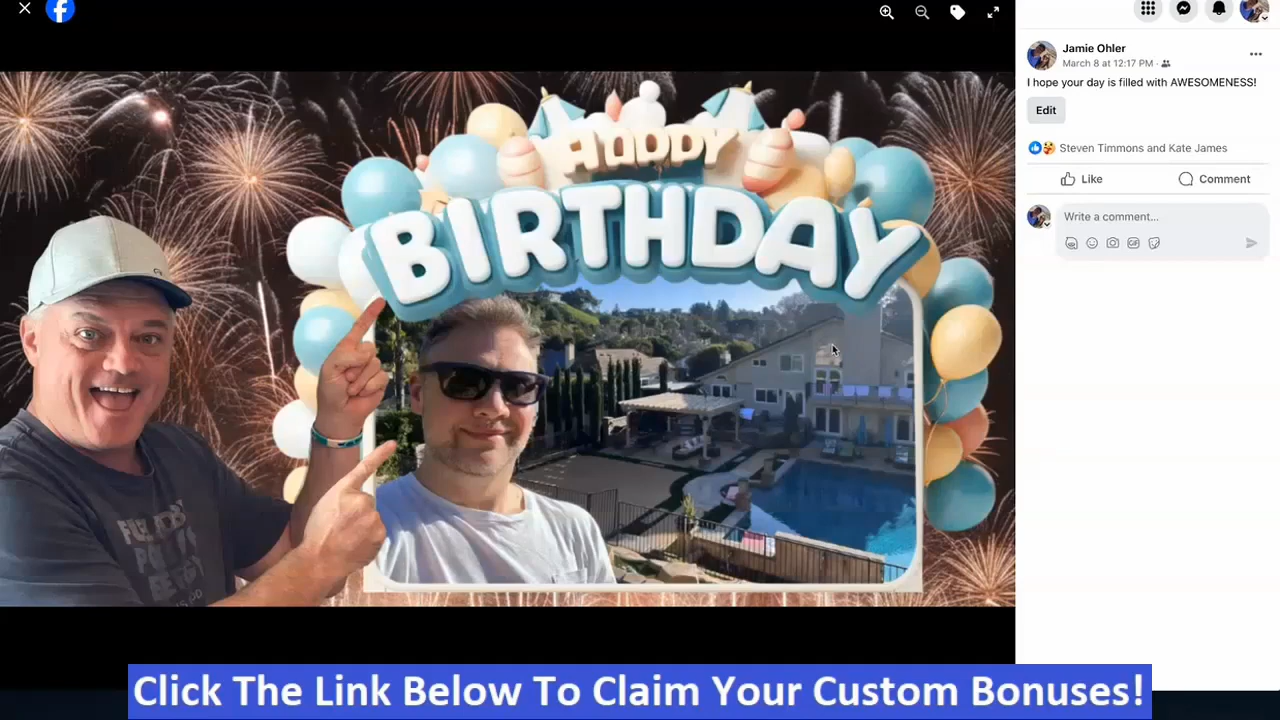 Jamie Ohler
March 8 at 12:17 PM ·
I hope your day is filled with AWESOMENESS!
Edit
Steven Timmons and Kate James
Like
Comment
Write a comment...
GIF
BIRTHDAY
Click The Link Below To Claim Your Custom Bonuses!